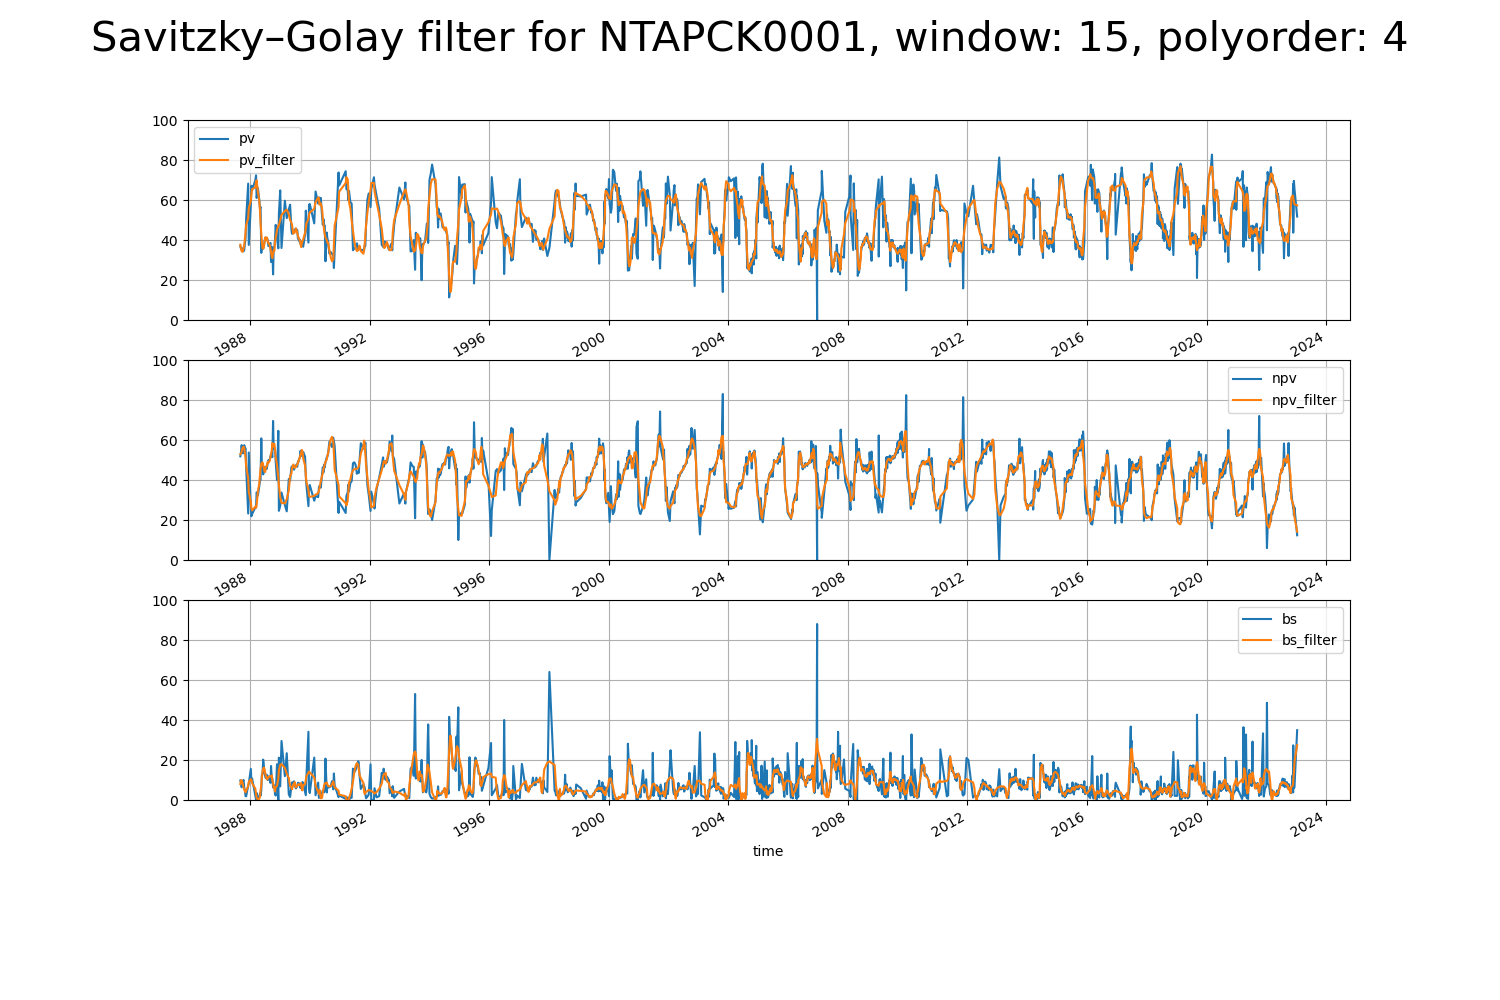 Savitzky–Golay filter for NTAPCK0001, window: 15, polyorder: 4
100
80
60
40
20
0
pv
pv_filter
1988 1992 1996 2000 2004 2008 2012 2016 2020 2024
100
80
60
40
20
0
npv
npv_filter
1988 1992 1996 2000 2004 2008 2012 2016 2020 2024
100
80
60
40
20
0
bs
bs_filter
1988 1992 1996 2000 2004 2008 2012 2016 2020 2024
time